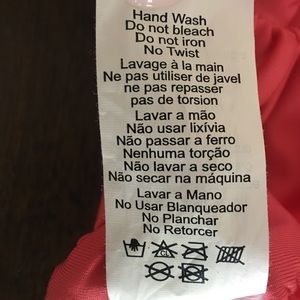 Hand Wash
Do not bleach
Do not iron
No Twist
Lavage à la main
Ne pas utiliser de javel
ne pas repasser
pas de torsion
Lavar a mão
Não usar lixívia
Não passar a ferro
Nenhuma torção
Não lavar a seco
Não secar na máquina
Lavar a Mano
No Usar Blanqueador
No Planchar
No Retorcer